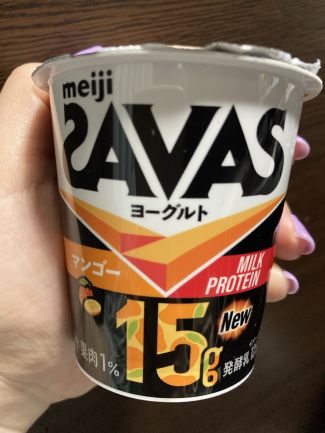 meiji
SAVAS
ヨーグルト
マンゴー
MILK
PROTEIN
果肉1%
15g
New
発酵乳